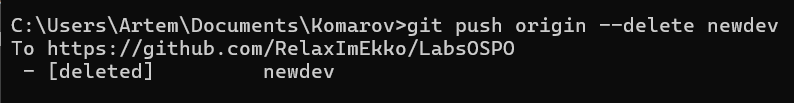 C:\Users\Artem\Documents\Komarov>git push origin --delete newdev
To https://github.com/RelaxImEkko/LabsOSPO
 - [deleted]         newdev